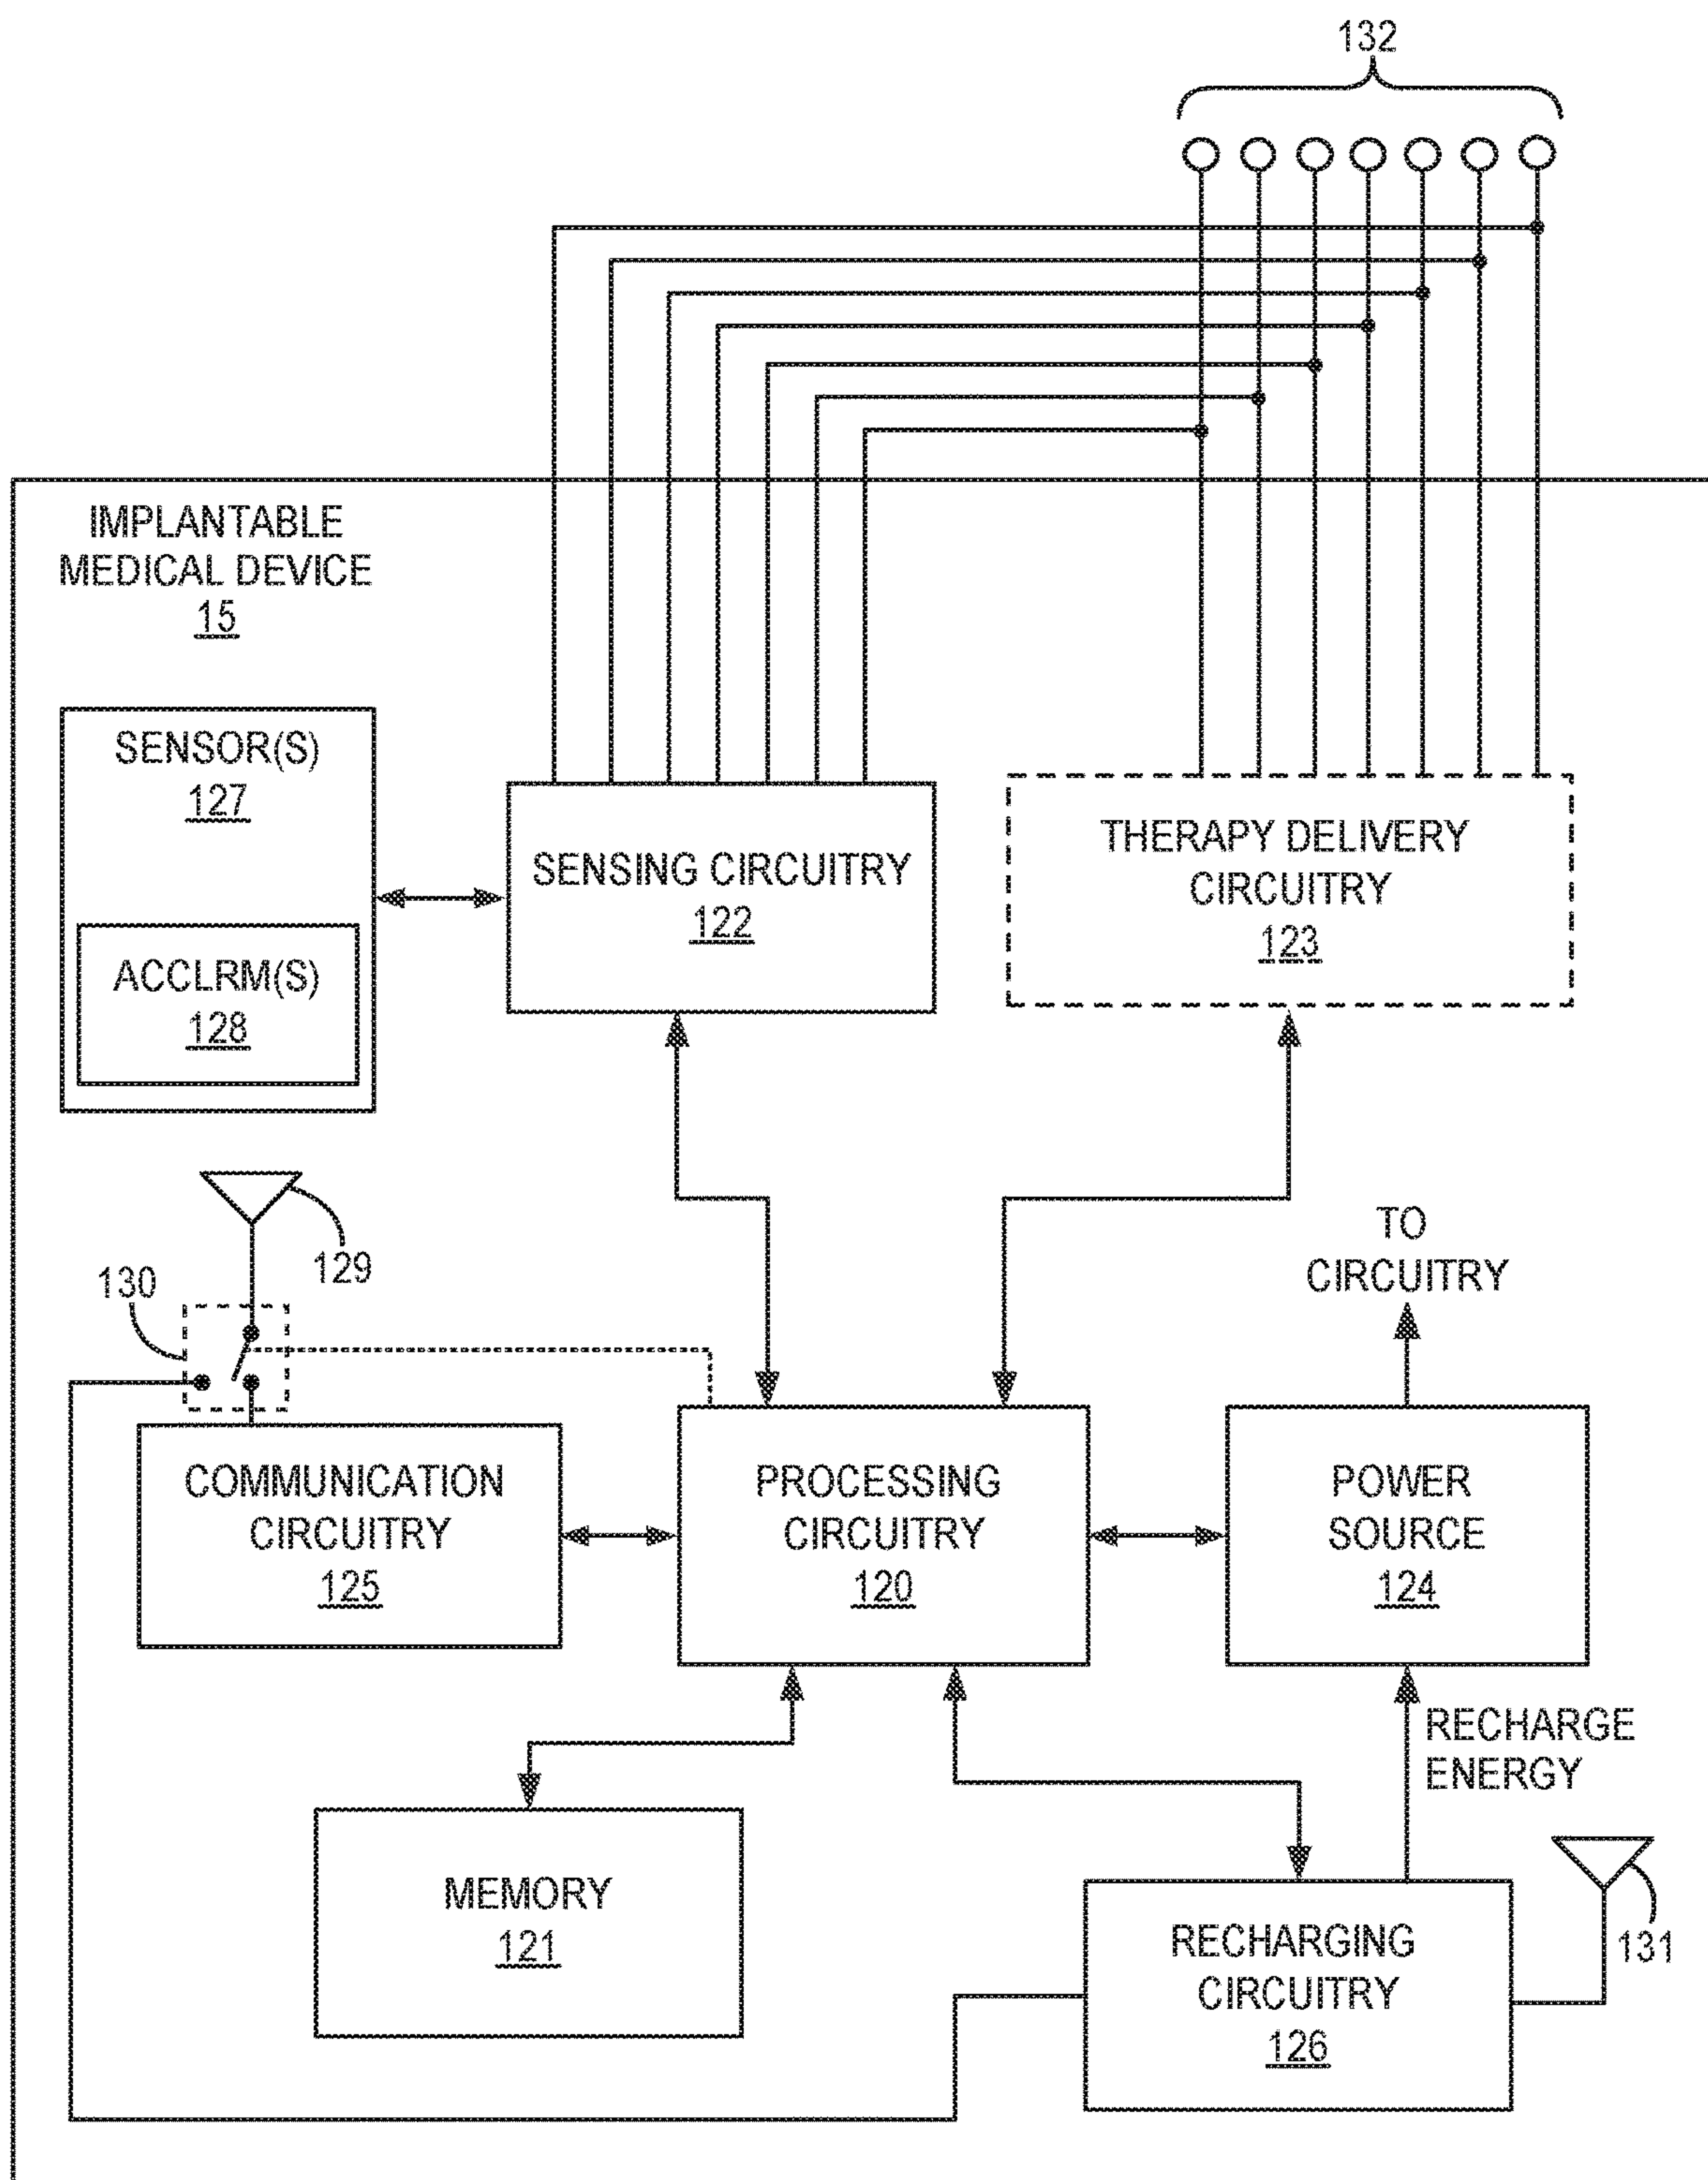 132
IMPLANTABLE
MEDICAL DEVICE
15
SENSOR(S)
127
ACCLRM(S)
128
SENSING CIRCUITRY
122
THERAPY DELIVERY
CIRCUITRY
123
129
130
TO
CIRCUITRY
COMMUNICATION
CIRCUITRY
125
PROCESSING
CIRCUITRY
120
POWER
SOURCE
124
RECHARGE
ENERGY
MEMORY
121
RECHARGING
CIRCUITRY
126
131